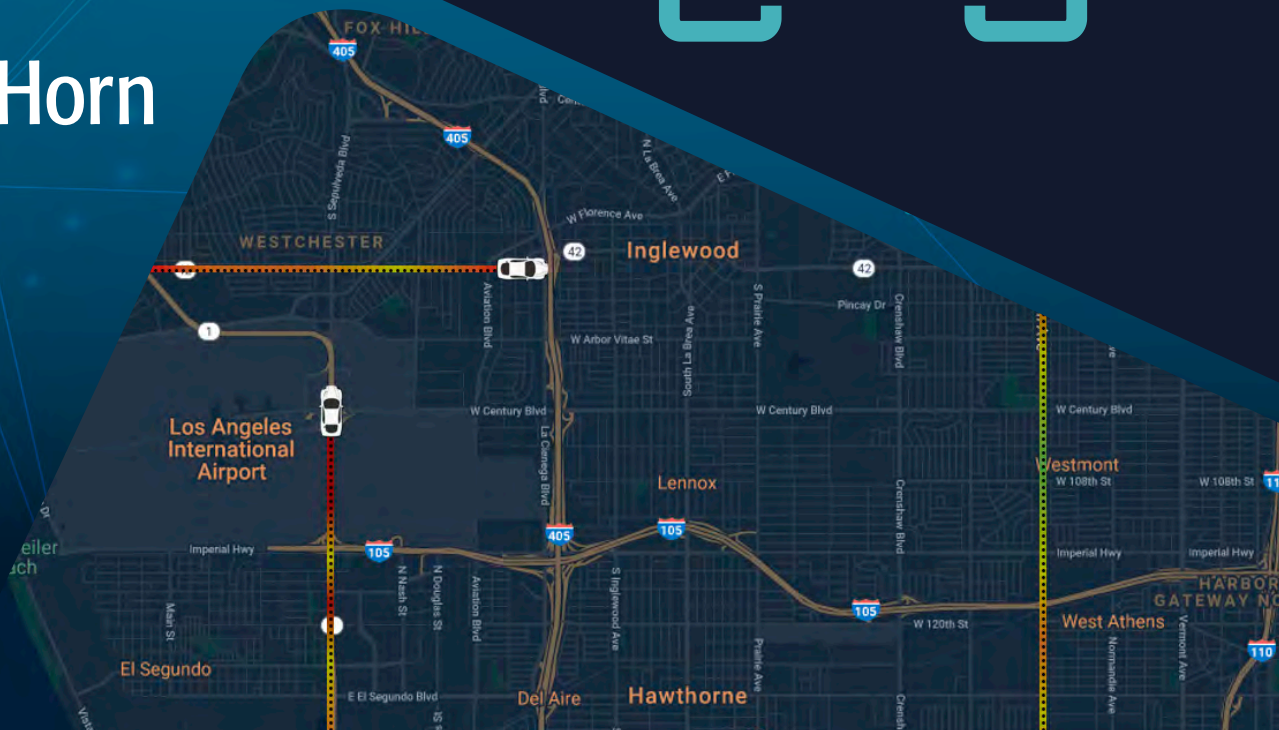 Horn
FOX HIL
405
405
S Sepulveda Blvd
N La Brea Ave
W Florence Ave
WESTCHESTER
42
Inglewood
42
Aviation Blvd
S Prairie Ave
Pincay Dr
Crenshaw Blvd
1
W Arbor Vitae St
South La Brea Ave
W Century Blvd
W Century Blvd
W Century Blvd
Los Angeles
International
Airport
La Cienega Blvd
Westmont
W 108th St
W 108th St
Lennox
Crenshaw Blvd
Dr
405
105
Imperial Hwy
105
Imperial Hwy
Imperial Hwy
eiler
ach
N Nash St
N Douglas St
Aviation Blvd
S Inglewood Ave
HARBOR
GATEWAY NO
105
W 120th St
West Athens
Main St
Prairie Ave
Normandie Ave
Vermont Ave
110
El Segundo
E El Segundo Blvd
Del Aire
Hawthorne
Crensh
Vista